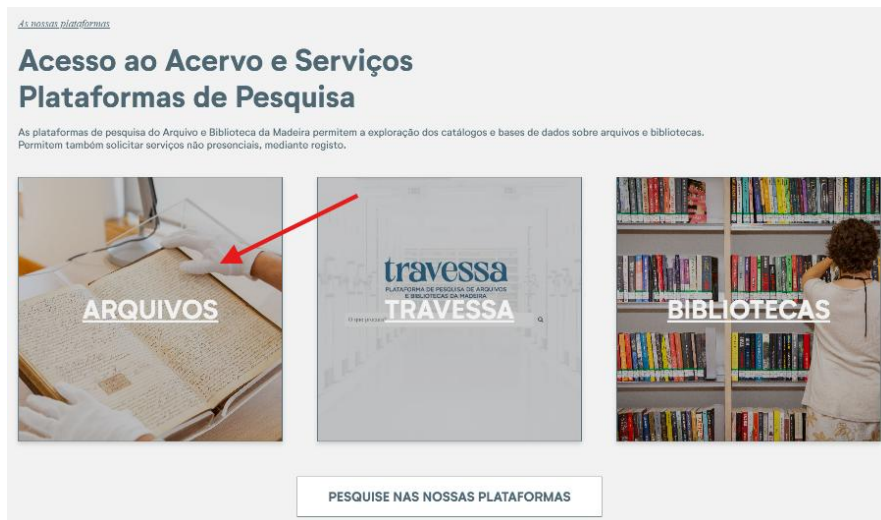 As nossas plataformas
Acesso ao Acervo e Serviços
Plataformas de Pesquisa
As plataformas de pesquisa do Arquivo e Biblioteca da Madeira permitem a exploração dos catálogos e bases de dados sobre arquivos e bibliotecas.
Permitem também solicitar serviços não presenciais, mediante registo.
ARQUIVOS
travessa
PLATAFORMA DE PESQUISA DE ARQUIVOS
E BIBLIOTECAS DA MADEIRA
TRAVESSA
O que procura?
BIBLIOTECAS
PESQUISE NAS NOSSAS PLATAFORMAS